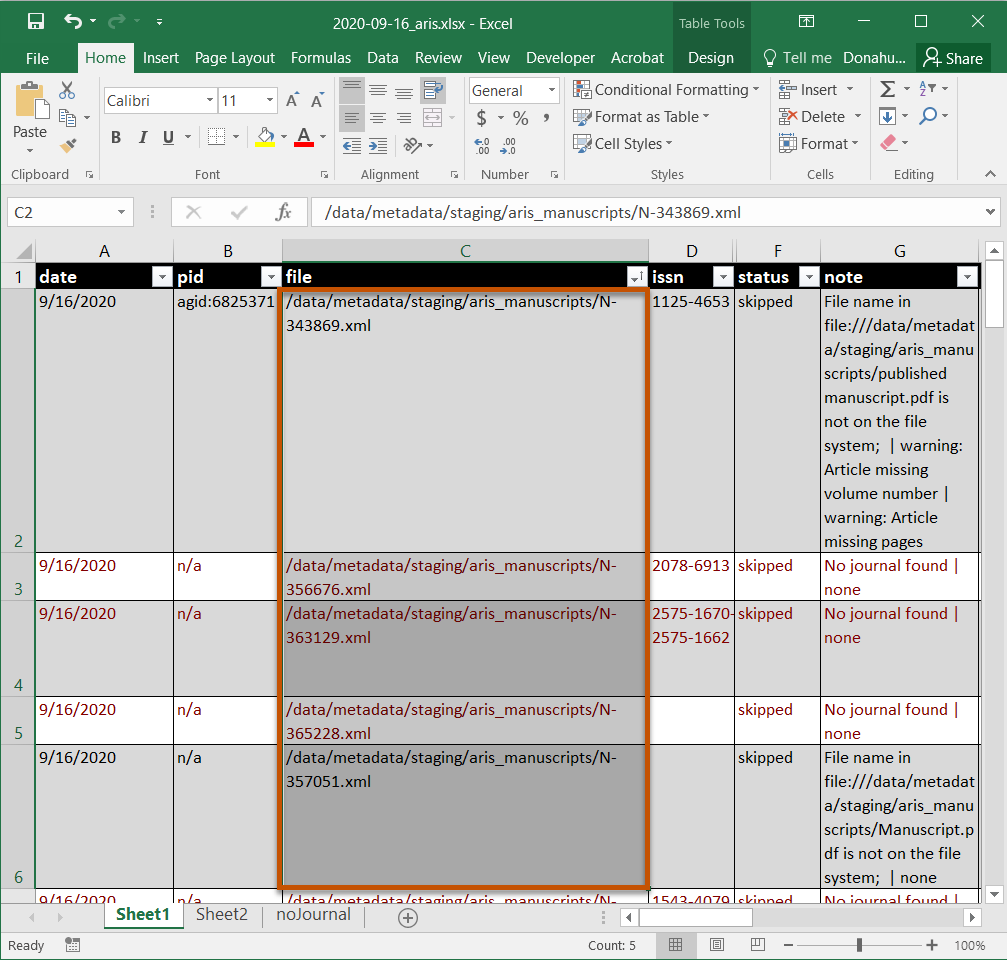 2020-09-16_aris.xlsx - Excel
Table Tools
File Home Insert Page Layout Formulas Data Review View Developer Acrobat Design Tell me Donahu... Share
Calibri 11
General
Conditional Formatting
Insert
Paste
B I U
A
$ % ,
Format as Table
Delete
Cell Styles
Format
Clipboard Font Alignment Number Styles Cells Editing
C2
fx /data/metadata/staging/aris_manuscripts/N-343869.xml
A B C D F G
1 date pid file issn status note
2
9/16/2020
agid:6825371
/data/metadata/staging/aris_manuscripts/N-
343869.xml
1125-4653
skipped
File name in
file:///data/metadat
a/staging/aris_manu
scripts/published
manuscript.pdf is
not on the file
system;  | warning:
Article missing
volume number |
warning: Article
missing pages
3
9/16/2020
n/a
/data/metadata/staging/aris_manuscripts/N-
356676.xml
2078-6913
skipped
No journal found |
none
4
9/16/2020
n/a
/data/metadata/staging/aris_manuscripts/N-
363129.xml
2575-1670-
2575-1662
skipped
No journal found |
none
5
9/16/2020
n/a
/data/metadata/staging/aris_manuscripts/N-
365228.xml
skipped
No journal found |
none
6
9/16/2020
n/a
/data/metadata/staging/aris_manuscripts/N-
357051.xml
skipped
File name in
file:///data/metadat
a/staging/aris_manu
scripts/Manuscript.p
df is not on the file
system;  | none
9/16/2020 n/a /data/metadata/staging/aris_manuscripts/N- 1543-4079 skipped No journal found |
Sheet1 Sheet2 noJournal
Ready
Count: 5
100%